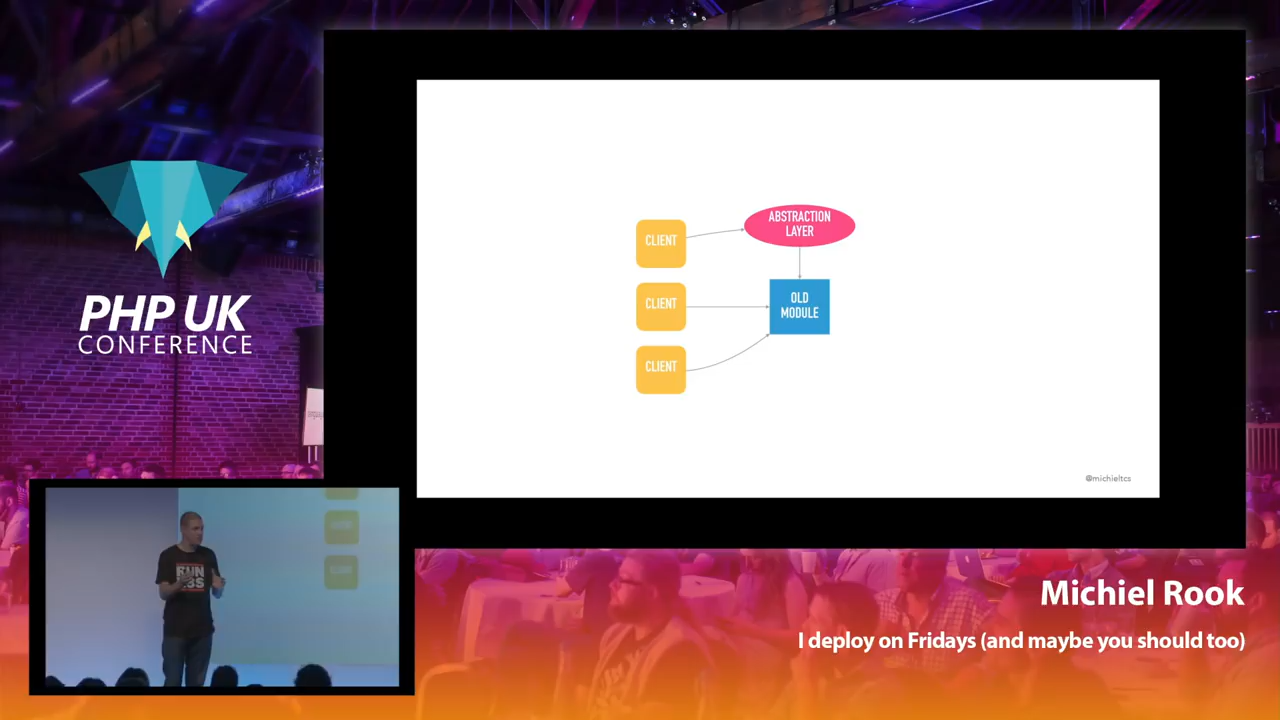 PHP UK
CONFERENCE
CLIENT
CLIENT
CLIENT
ABSTRACTION
LAYER
OLD
MODULE
@michieltcs
RUN
Michiel Rook
I deploy on Fridays (and maybe you should too)